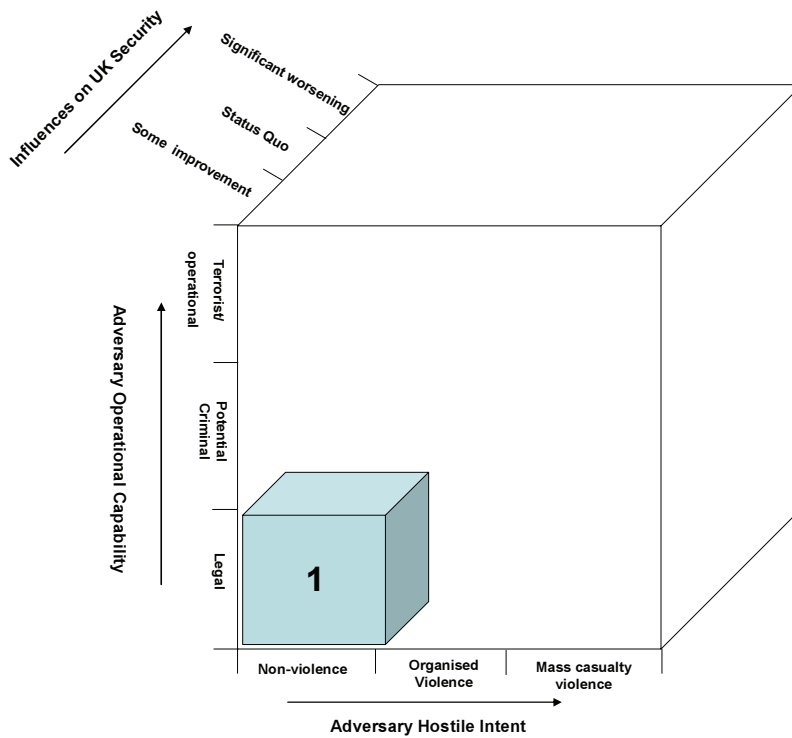 Influences on UK Security
Significant worsening
Status Quo
Some improvement
Adversary Operational Capability
Terrorist/
operational
Potential
Criminal
Legal
1
Non-violence
Organised
Violence
Mass casualty
violence
Adversary Hostile Intent